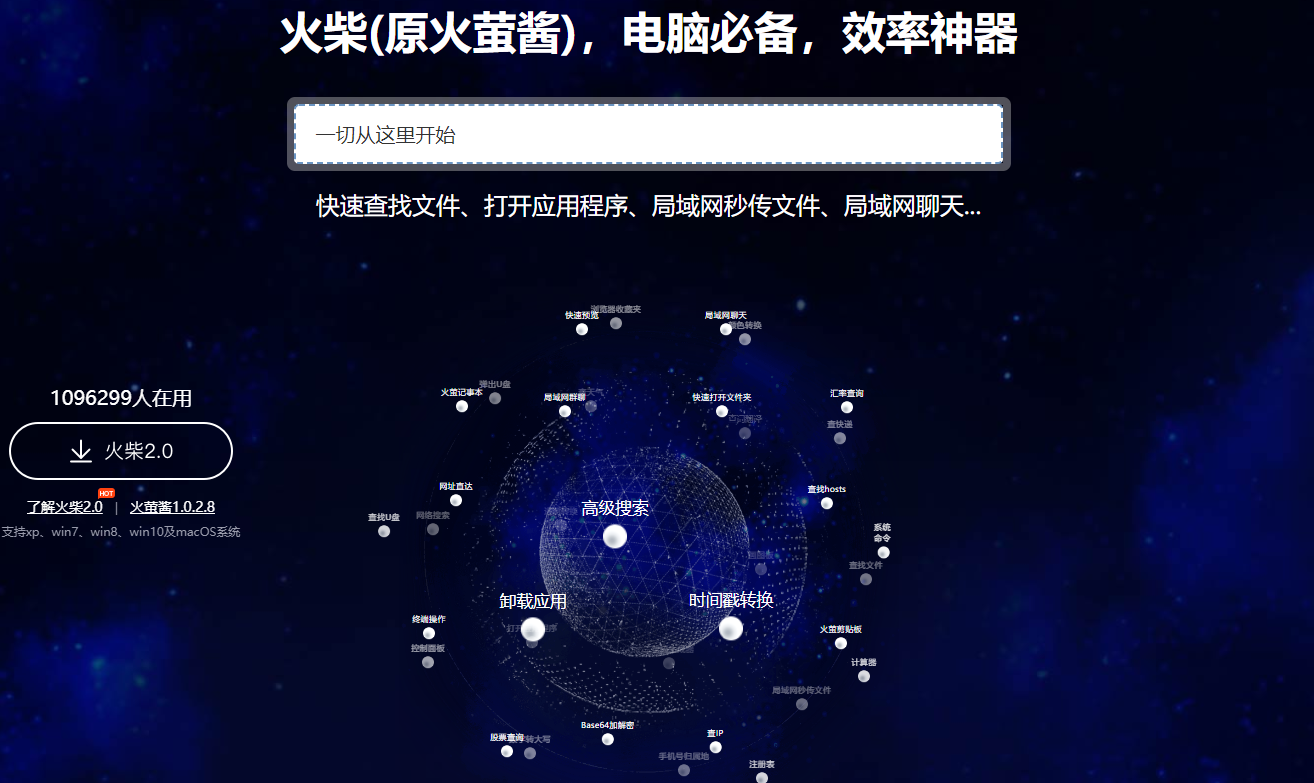 火柴(原火萤酱)，电脑必备，效率神器
一切从这里开始
快速查找文件、打开应用程序、局域网秒传文件、局域网聊天...
浏览器收藏夹
快速预览
局域网聊天
颜色转换
弹出U盘
火萤记事本
局域网群聊
快速打开文件夹
汇率查询
查快递
1096299人在用
火柴2.0
HOT
了解火柴2.0 | 火萤酱1.0.2.8
支持xp、win7、win8、win10及macOS系统
网址直达
查找hosts
高级搜索
查找U盘
网络搜索
系统
命令
查找文件
卸载应用
时间戳转换
终端操作
火萤剪贴板
控制面板
计算器
局域网秒传文件
Base64加解密
股票查询
转大写
查IP
手机号归属地
注册表